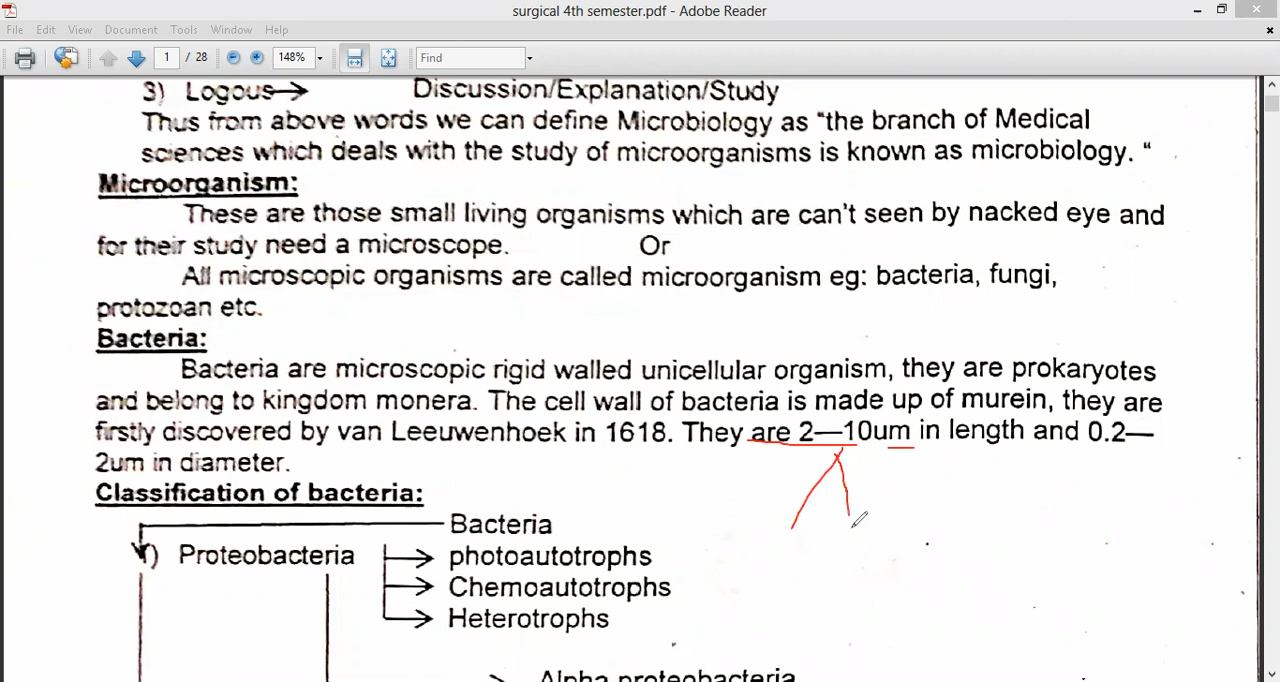 surgical 4th semester.pdf - Adobe Reader
File Edit View Document Tools Window Help
1 / 28 148% Find
3) Logous Discussion/Explanation/Study
Thus from above words we can define Microbiology as “the branch of Medical
sciences which deals with the study of microorganisms is known as microbiology. “
Microorganism:
These are those small living organisms which are can't seen by nacked eye and
for their study need a microscope. Or
All microscopic organisms are called microorganism eg: bacteria, fungi,
protozoan etc.
Bacteria:
Bacteria are microscopic rigid walled unicellular organism, they are prokaryotes
and belong to kingdom monera. The cell wall of bacteria is made up of murein, they are
firstly discovered by van Leeuwenhoek in 1618. They are 2—10um in length and 0.2—
2um in diameter.
Classification of bacteria:
Bacteria
1) Proteobacteria photoautotrophs
Chemoautotrophs
Heterotrophs
Alpha proteobacteria